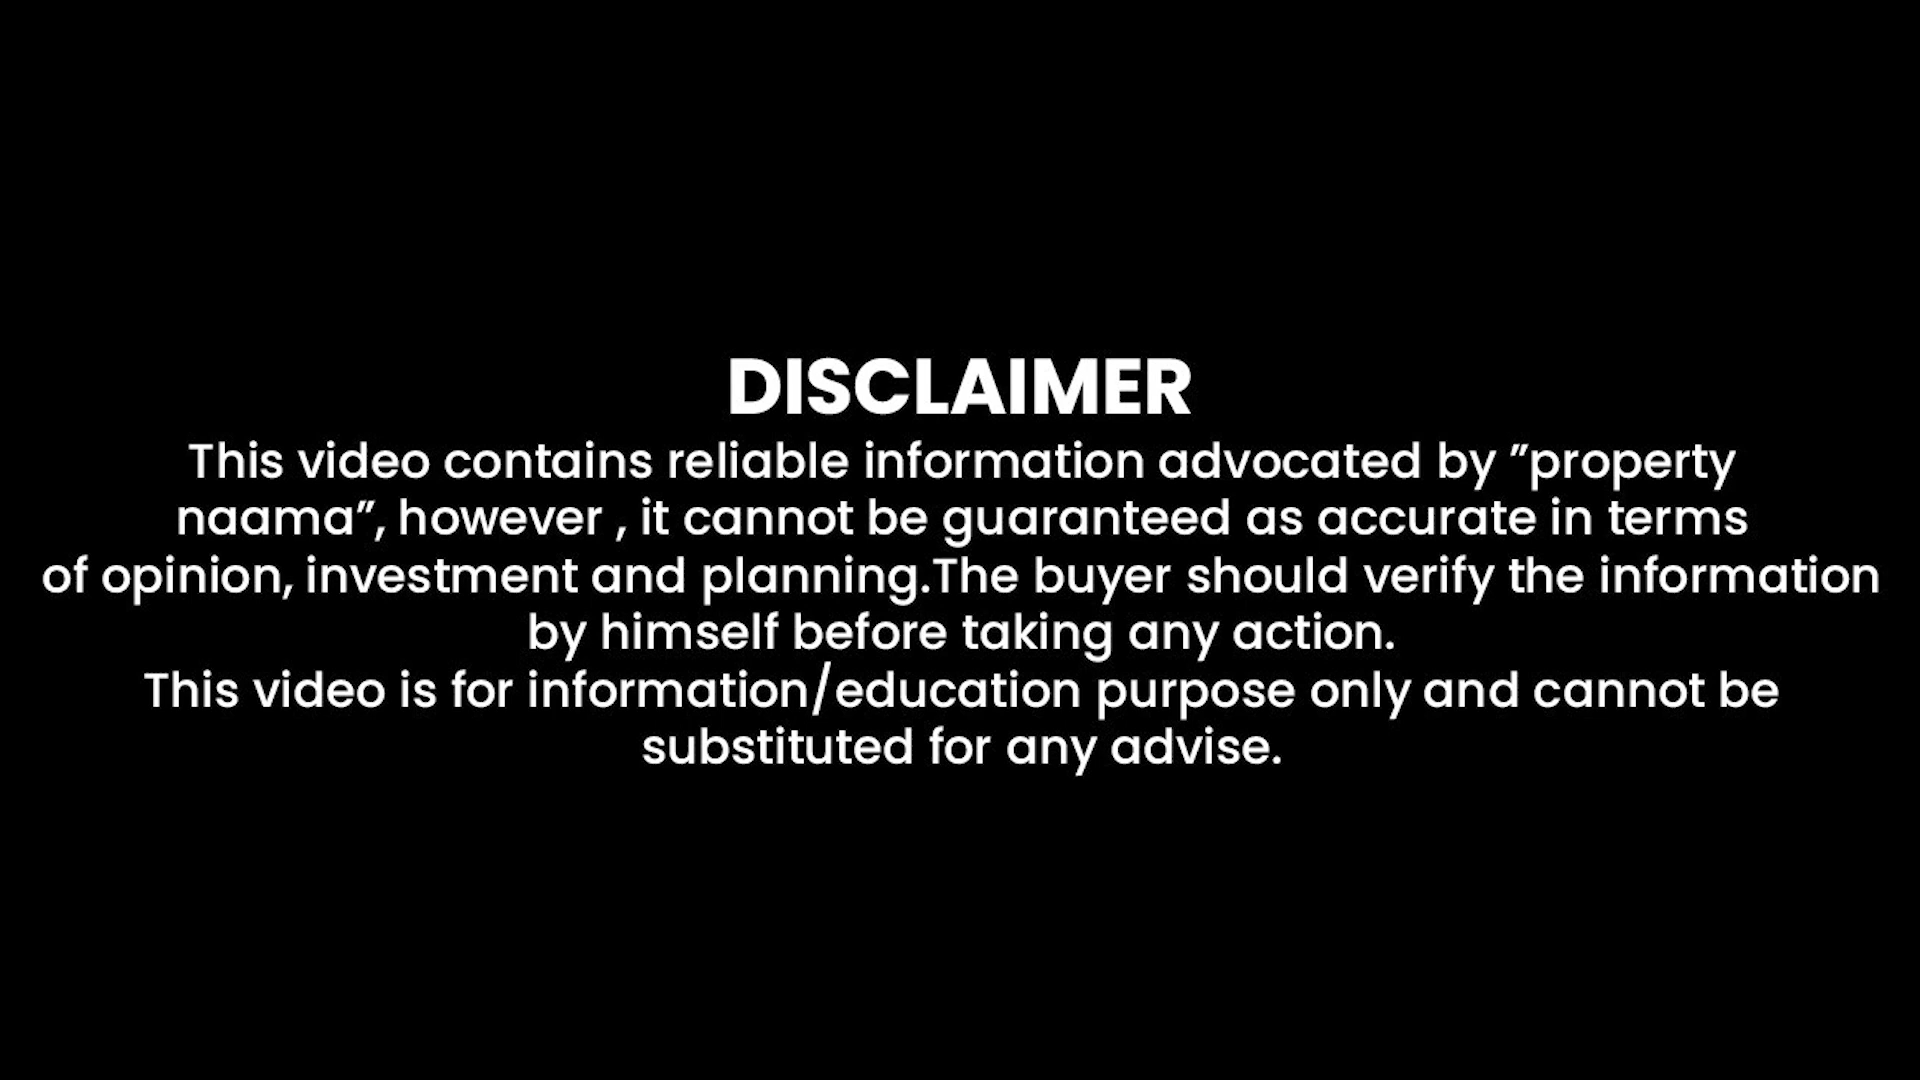 DISCLAIMER
This video contains reliable information advocated by ”property
naama”, however , it cannot be guaranteed as accurate in terms
of opinion, investment and planning.The buyer should verify the information
by himself before taking any action.
This video is for information/education purpose only and cannot be
substituted for any advise.